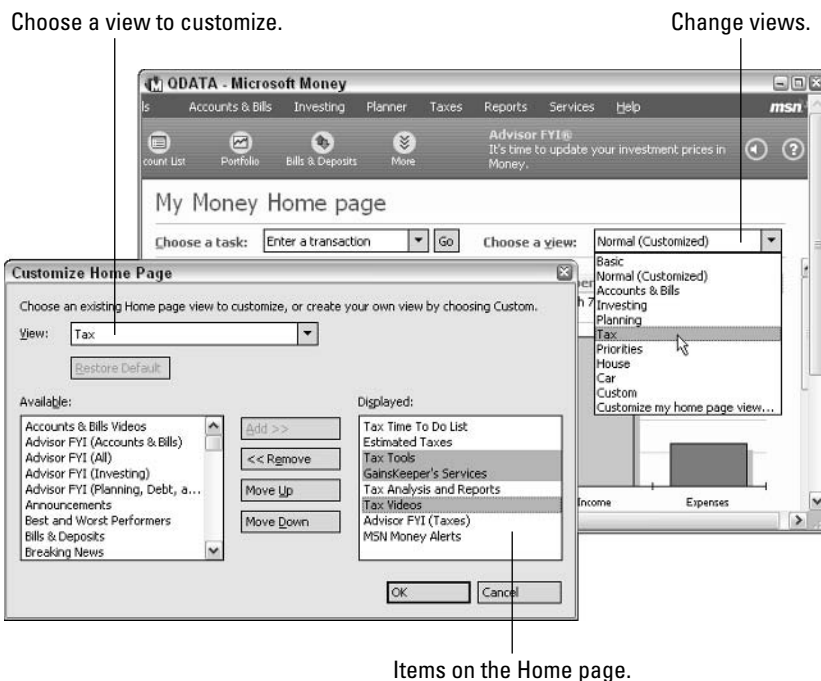 Choose a view to customize.
Change views.
QDATA - Microsoft Money
ls Accounts & Bills Investing Planner Taxes Reports Services Help msn
count List Portfolio Bills & Deposits More
Advisor FYI®
It's time to update your investment prices in
Money.
My Money Home page
Choose a task: Enter a transaction Go Choose a view: Normal (Customized)
Basic
Normal (Customized)
Accounts & Bills
Investing
Planning
Tax
Priorities
House
Car
Custom
Customize my home page view...
Customize Home Page
Choose an existing Home page view to customize, or create your own view by choosing Custom.
View: Tax
Restore Default
Available:
Accounts & Bills Videos
Advisor FYI (Accounts & Bills)
Advisor FYI (All)
Advisor FYI (Investing)
Advisor FYI (Planning, Debt, a...
Announcements
Best and Worst Performers
Bills & Deposits
Breaking News
Add >>
<< Remove
Move Up
Move Down
Displayed:
Tax Time To Do List
Estimated Taxes
Tax Tools
GainsKeeper's Services
Tax Analysis and Reports
Tax Videos
Advisor FYI (Taxes)
MSN Money Alerts
OK Cancel
Income Expenses
Items on the Home page.